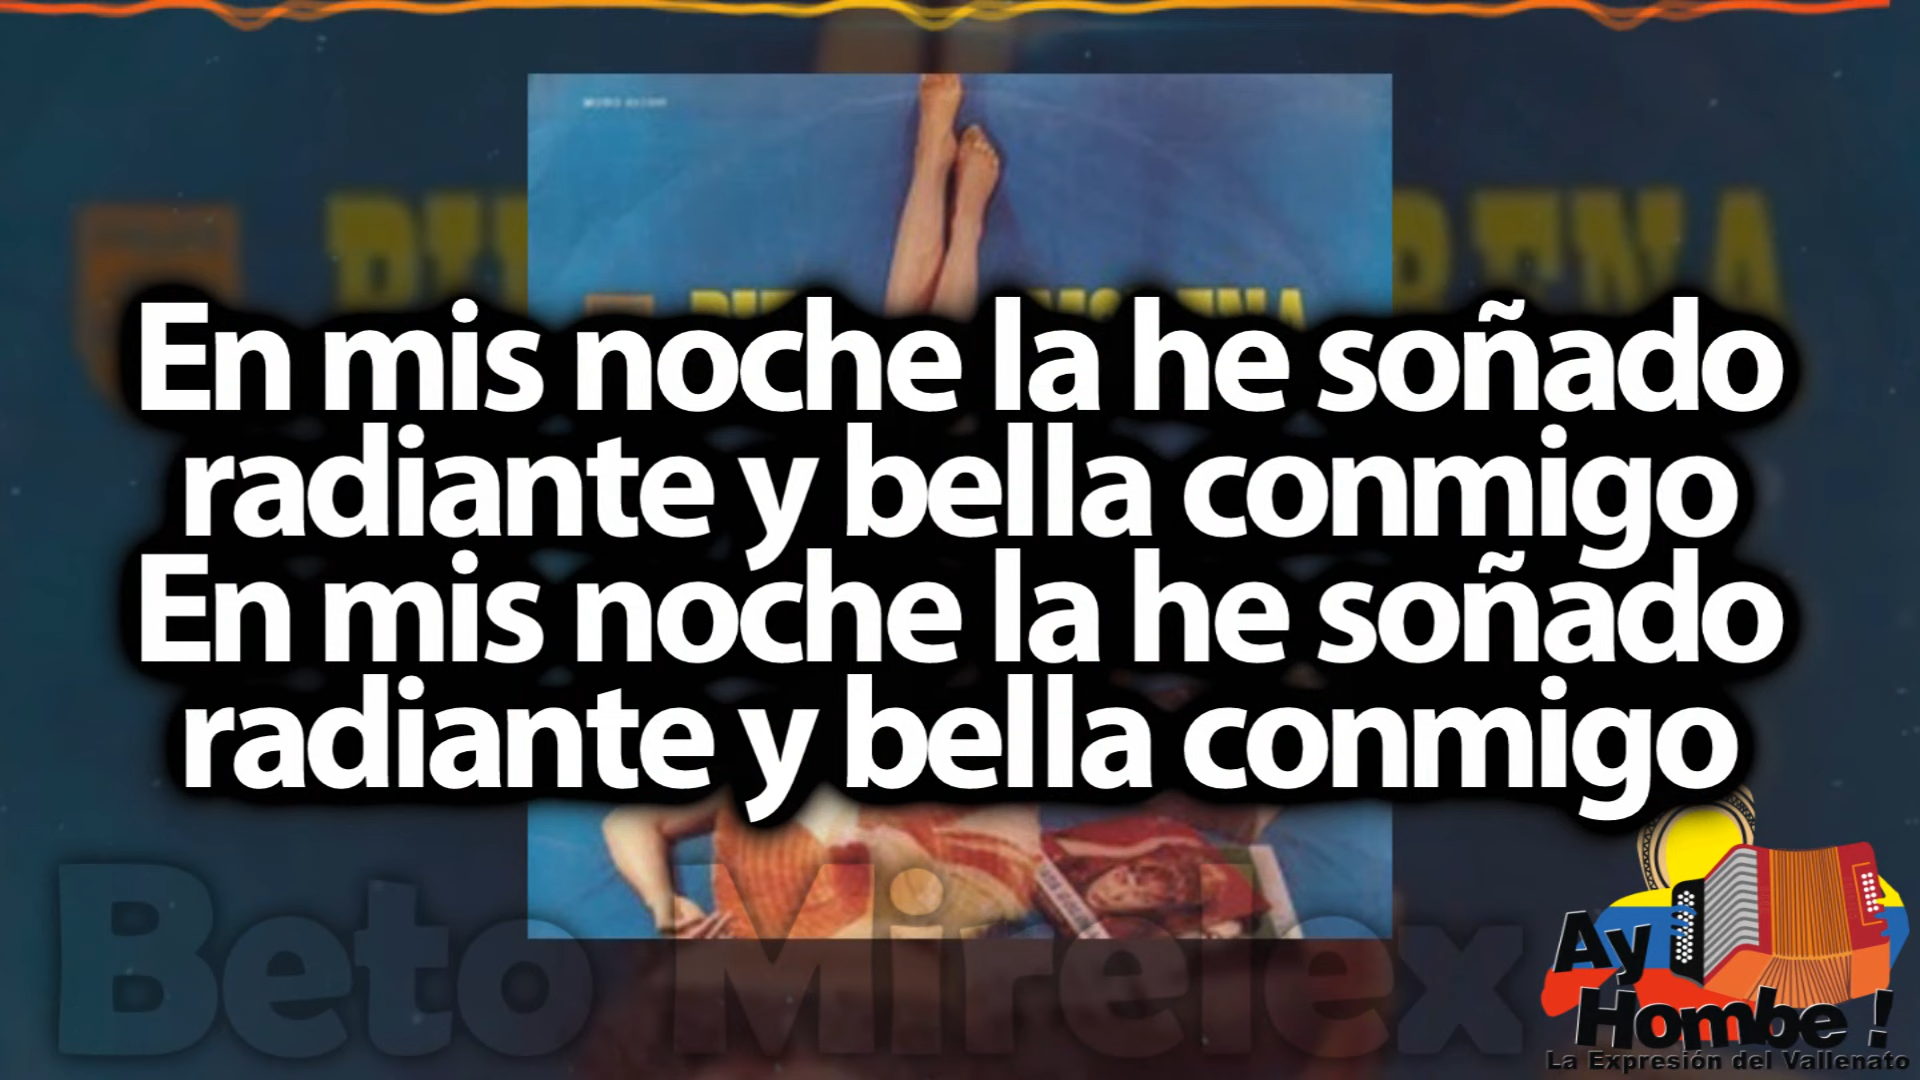 En mis noche la he soñado
radiante y bella conmigo
En mis noche la he soñado
radiante y bella conmigo
Beto Mirelex
Ay
Hombe !
La Expresión del Vallenato